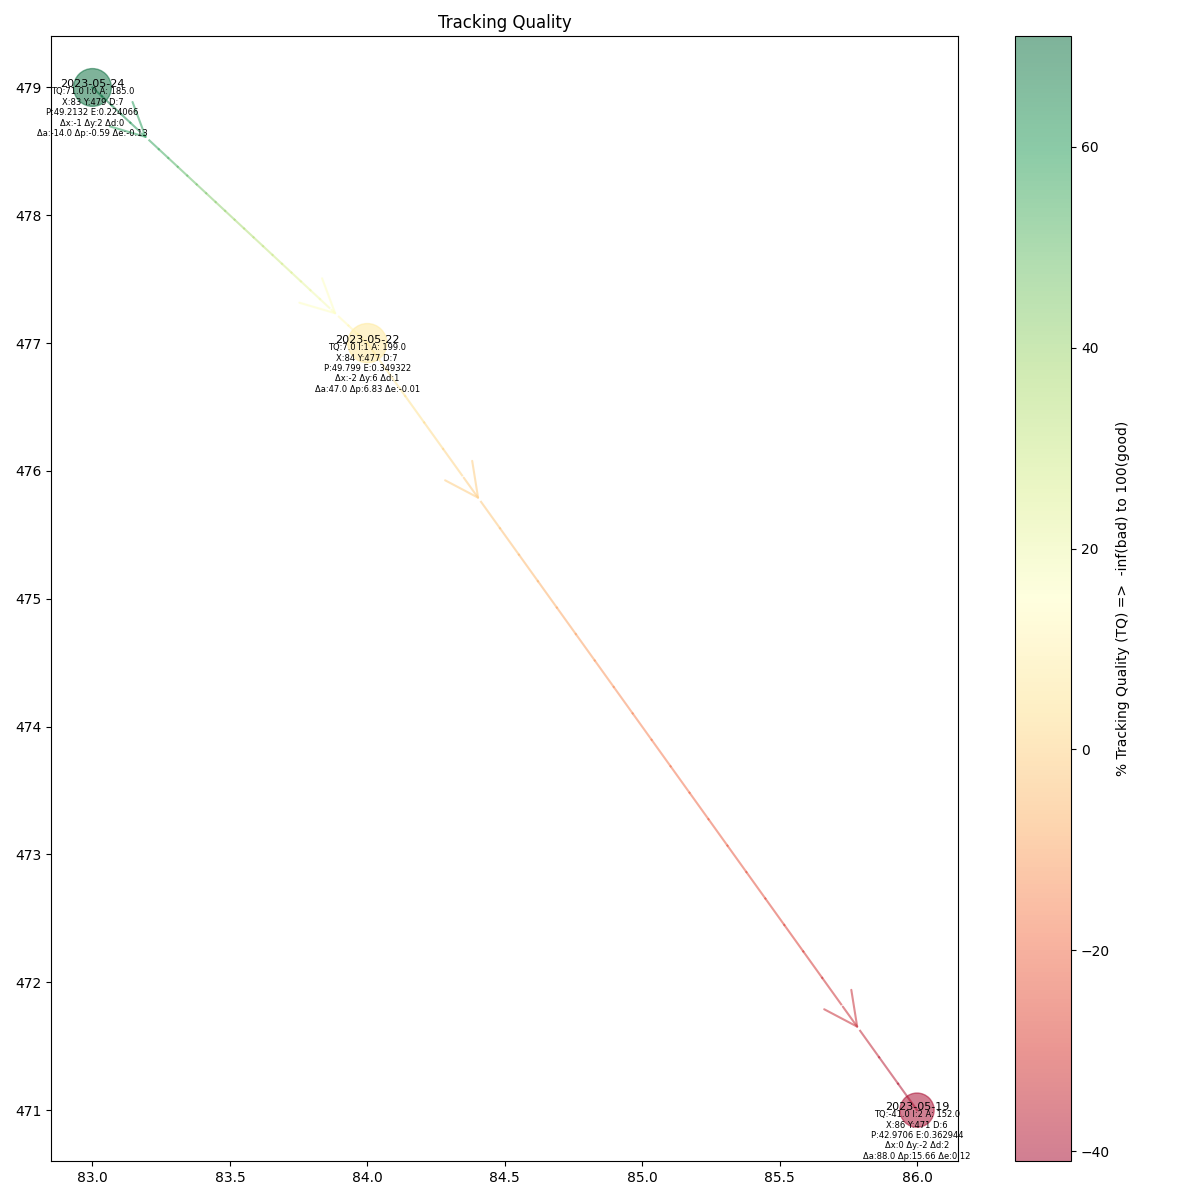 Tracking Quality
479
478
477
476
475
474
473
472
471
83.0
83.5
84.0
84.5
85.0
85.5
86.0
2023-05-24
TQ:71.0 I:0 A: 185.0
X:83 Y:479 D:7
P:49.2132 E:0.224066
Δx:-1 Δy:2 Δd:0
Δa:-14.0 Δp:-0.59 Δe:-0.13
2023-05-22
TQ:7.0 I:1 A: 199.0
X:84 Y:477 D:7
P:49.799 E:0.349322
Δx:-2 Δy:6 Δd:1
Δa:47.0 Δp:6.83 Δe:-0.01
2023-05-19
TQ:-41.0 I:2 A: 152.0
X:86 Y:471 D:6
P:42.9706 E:0.362944
Δx:0 Δy:-2 Δd:2
Δa:88.0 Δp:15.66 Δe:0.12
60
40
20
0
−20
−40
% Tracking Quality (TQ) => -inf(bad) to 100(good)